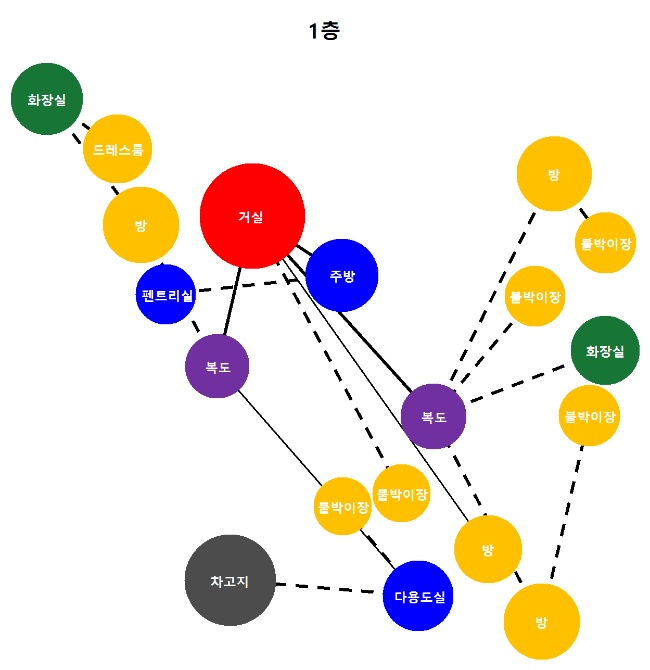 1층
화장실
드레스룸
방
거실
방
붙박이장
주방
펜트리실
붙박이장
복도
화장실
복도
붙박이장
붙박이장
붙박이장
방
차고지
다용도실
방